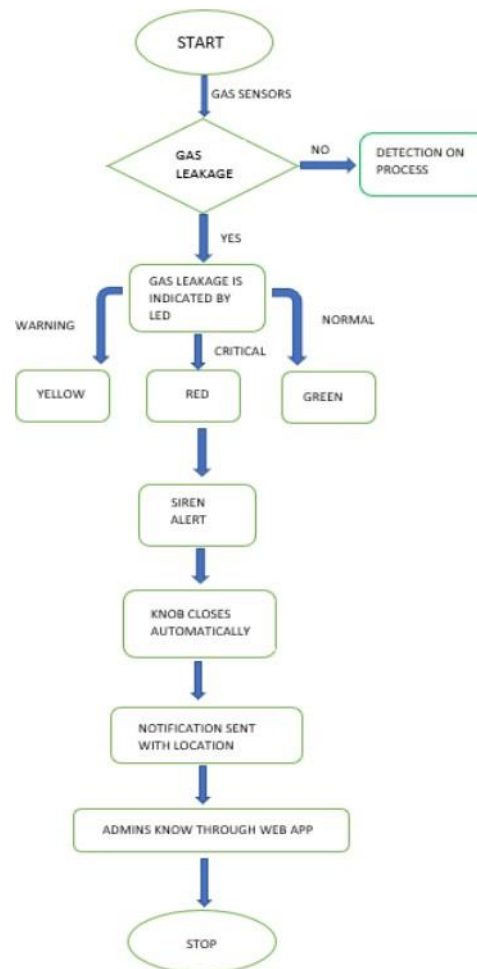 START
GAS SENSORS
GAS
LEAKAGE
NO
DETECTION ON
PROCESS
YES
GAS LEAKAGE IS
INDICATED BY
LED
WARNING
NORMAL
CRITICAL
YELLOW
RED
GREEN
SIREN
ALERT
KNOB CLOSES
AUTOMATICALLY
NOTIFICATION SENT
WITH LOCATION
ADMINS KNOW THROUGH WEB APP
STOP